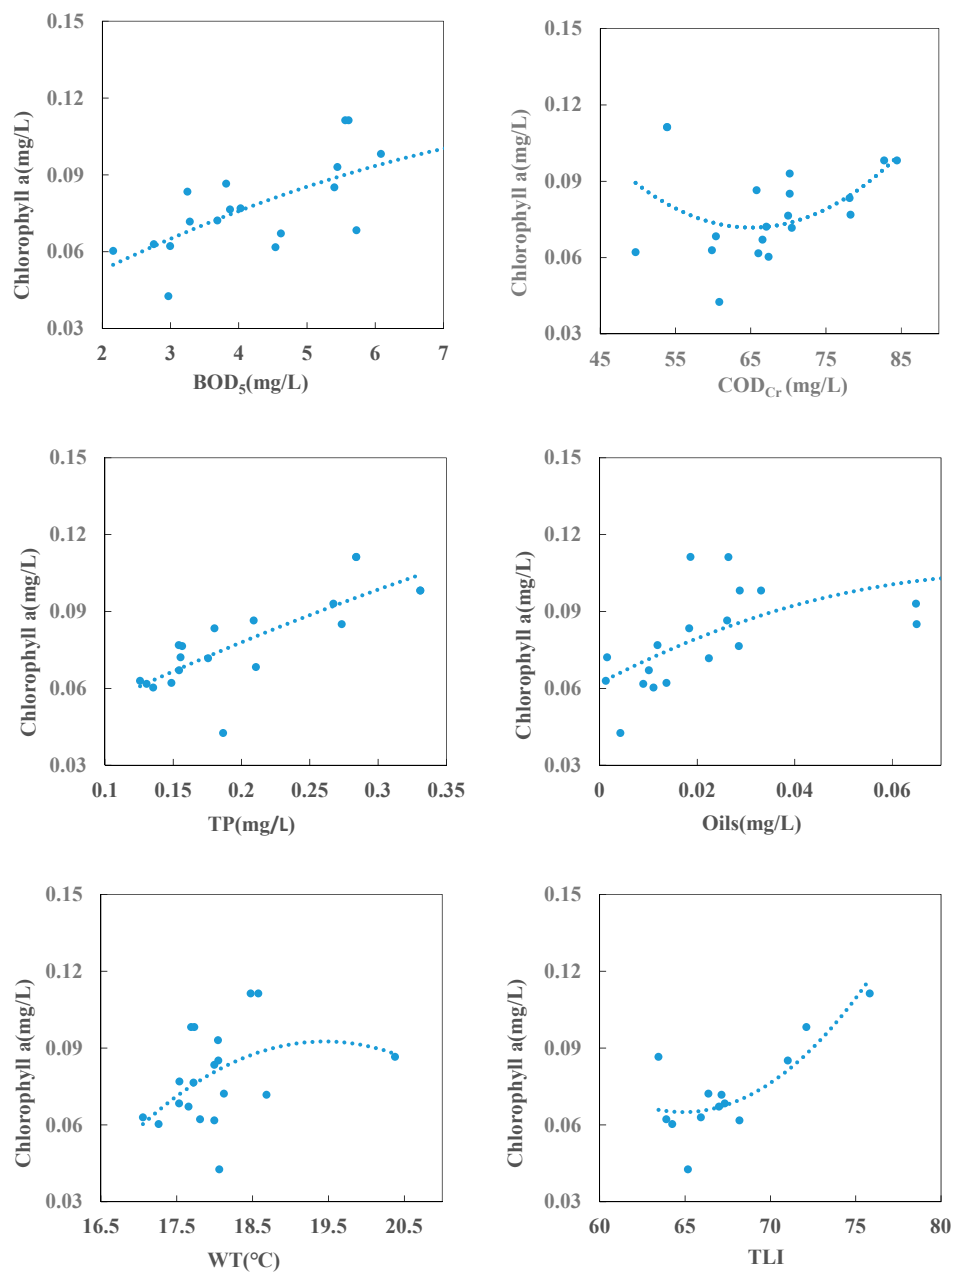 0.15
0.12
0.09
0.06
0.03
Chlorophyll a(mg/L)
2 3 4 5 6 7
BOD₅(mg/L)
0.15
0.12
0.09
0.06
0.03
Chlorophyll a(mg/L)
45 55 65 75 85
COD_Cr (mg/L)
0.15
0.12
0.09
0.06
0.03
Chlorophyll a(mg/L)
0.1 0.15 0.2 0.25 0.3 0.35
TP(mg/L)
0.15
0.12
0.09
0.06
0.03
Chlorophyll a(mg/L)
0 0.02 0.04 0.06
Oils(mg/L)
0.15
0.12
0.09
0.06
0.03
Chlorophyll a(mg/L)
16.5 17.5 18.5 19.5 20.5
WT(°C)
0.15
0.12
0.09
0.06
0.03
Chlorophyll a(mg/L)
60 65 70 75 80
TLI